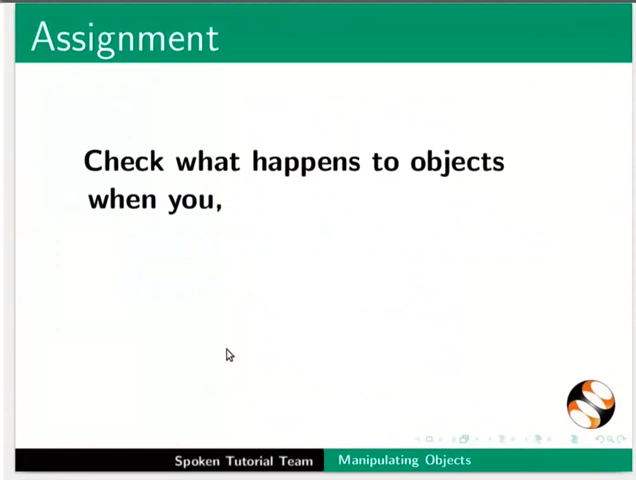 Assignment
Check what happens to objects
when you,
Spoken Tutorial Team
Manipulating Objects